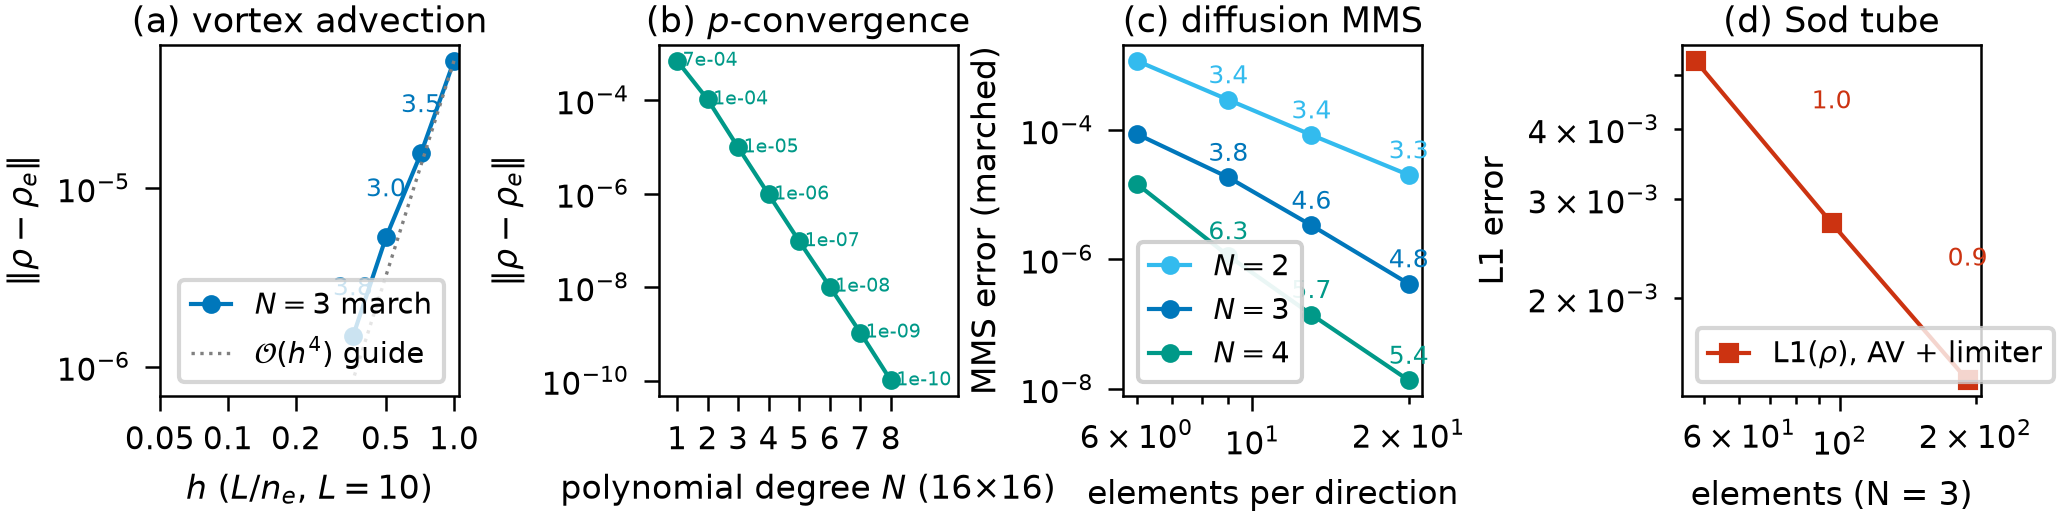 (a) vortex advection
‖ρ − ρₑ‖
10⁻⁵
10⁻⁶
3.5
3.0
3.8
N = 3 march
𝒪(h⁴) guide
0.05 0.1 0.2 0.5 1.0
h (L/nₑ, L = 10)
(b) p-convergence
‖ρ − ρₑ‖
10⁻⁴
10⁻⁶
10⁻⁸
10⁻¹⁰
7e-04
1e-04
1e-05
1e-06
1e-07
1e-08
1e-09
1e-10
1 2 3 4 5 6 7 8
polynomial degree N (16×16)
(c) diffusion MMS
MMS error (marched)
10⁻⁴
10⁻⁶
10⁻⁸
3.4
3.4
3.3
3.8
4.6
4.8
6.3
5.7
5.4
N = 2
N = 3
N = 4
6 × 10⁰ 10¹ 2 × 10¹
elements per direction
(d) Sod tube
L1 error
4 × 10⁻³
3 × 10⁻³
2 × 10⁻³
1.0
0.9
L1(ρ), AV + limiter
6 × 10¹ 10² 2 × 10²
elements (N = 3)